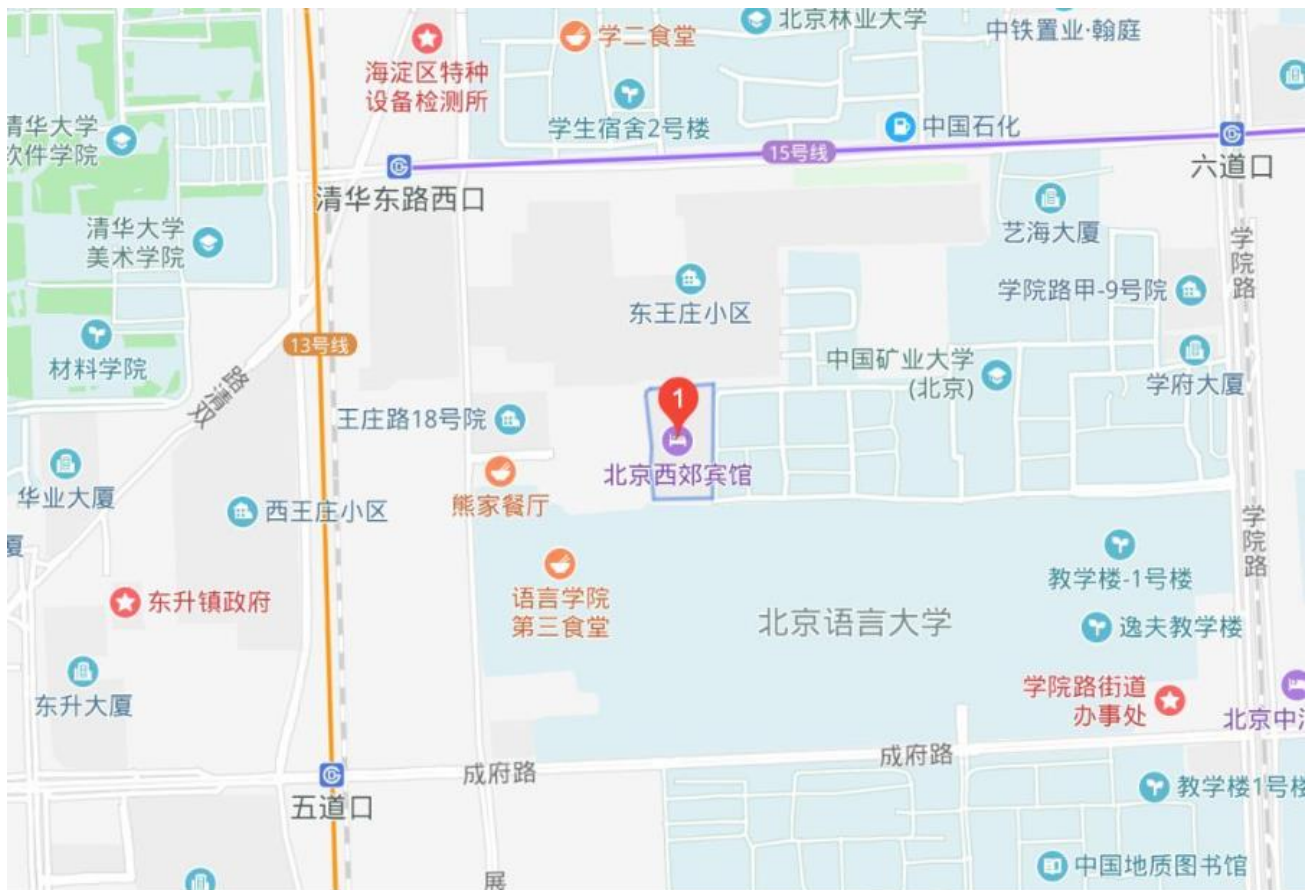 北京林业大学
中铁置业·翰庭
学二食堂
海淀区特种
设备检测所
学生宿舍2号楼
中国石化
清华大学
软件学院
15号线
六道口
清华东路西口
艺海大厦
清华大学
美术学院
学院路
东王庄小区
学院路甲-9号院
13号线
材料学院
中国矿业大学
(北京)
学府大厦
双清路
1
王庄路18号院
北京西郊宾馆
华业大厦
熊家餐厅
西王庄小区
学院路
厦
教学楼-1号楼
语言学院
第三食堂
东升镇政府
北京语言大学
逸夫教学楼
东升大厦
学院路街道
办事处
北京中
成府路
成府路
五道口
教学楼1号楼
中国地质图书馆
展